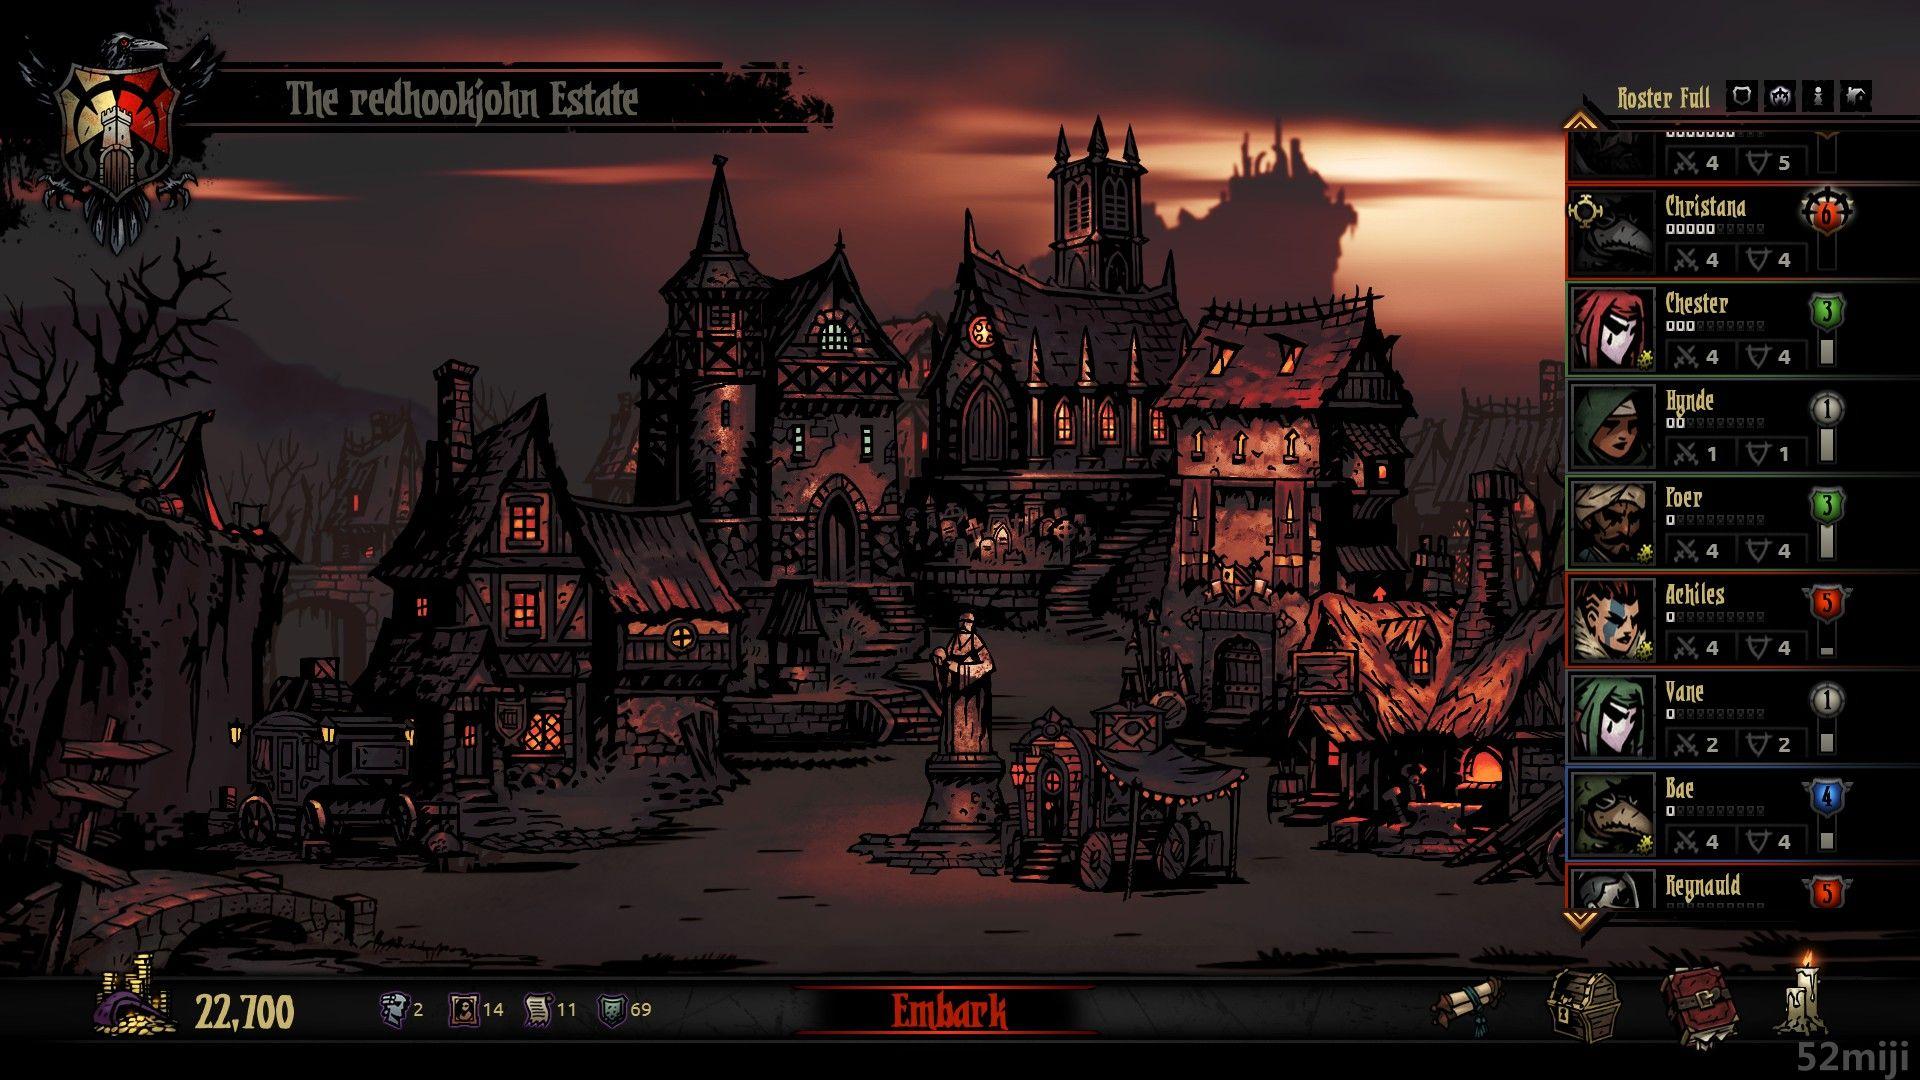 The redhookjohn Estate
Roster Full
4 5
Christana 6
4 4
Chester 3
4 4
Hynde 1
1 1
Poer 3
4 4
Achiles 5
4 4
Vane 1
2 2
Bae 4
4 4
Reynauld 5
22,700 2 14 11 69 Embark
52miji